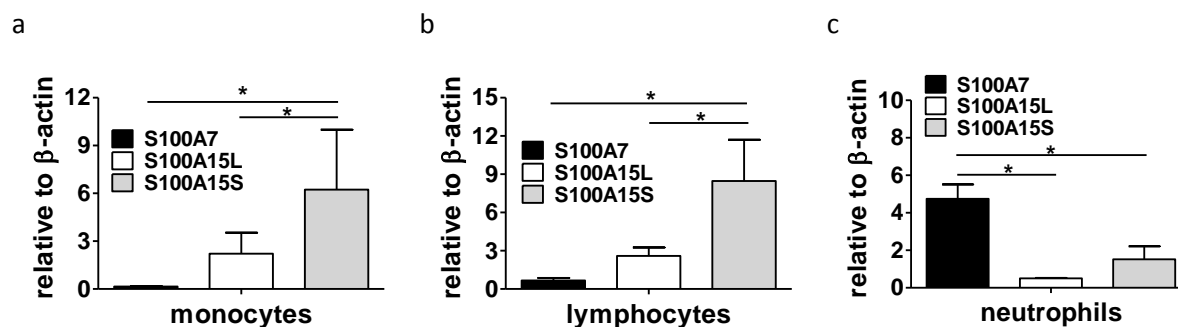 a
relative to β-actin
12
9
6
3
0
S100A7
S100A15L
S100A15S
*
*
monocytes
b
relative to β-actin
15
12
9
6
3
0
S100A7
S100A15L
S100A15S
*
*
lymphocytes
c
relative to β-actin
10
8
6
4
2
0
S100A7
S100A15L
S100A15S
*
*
neutrophils